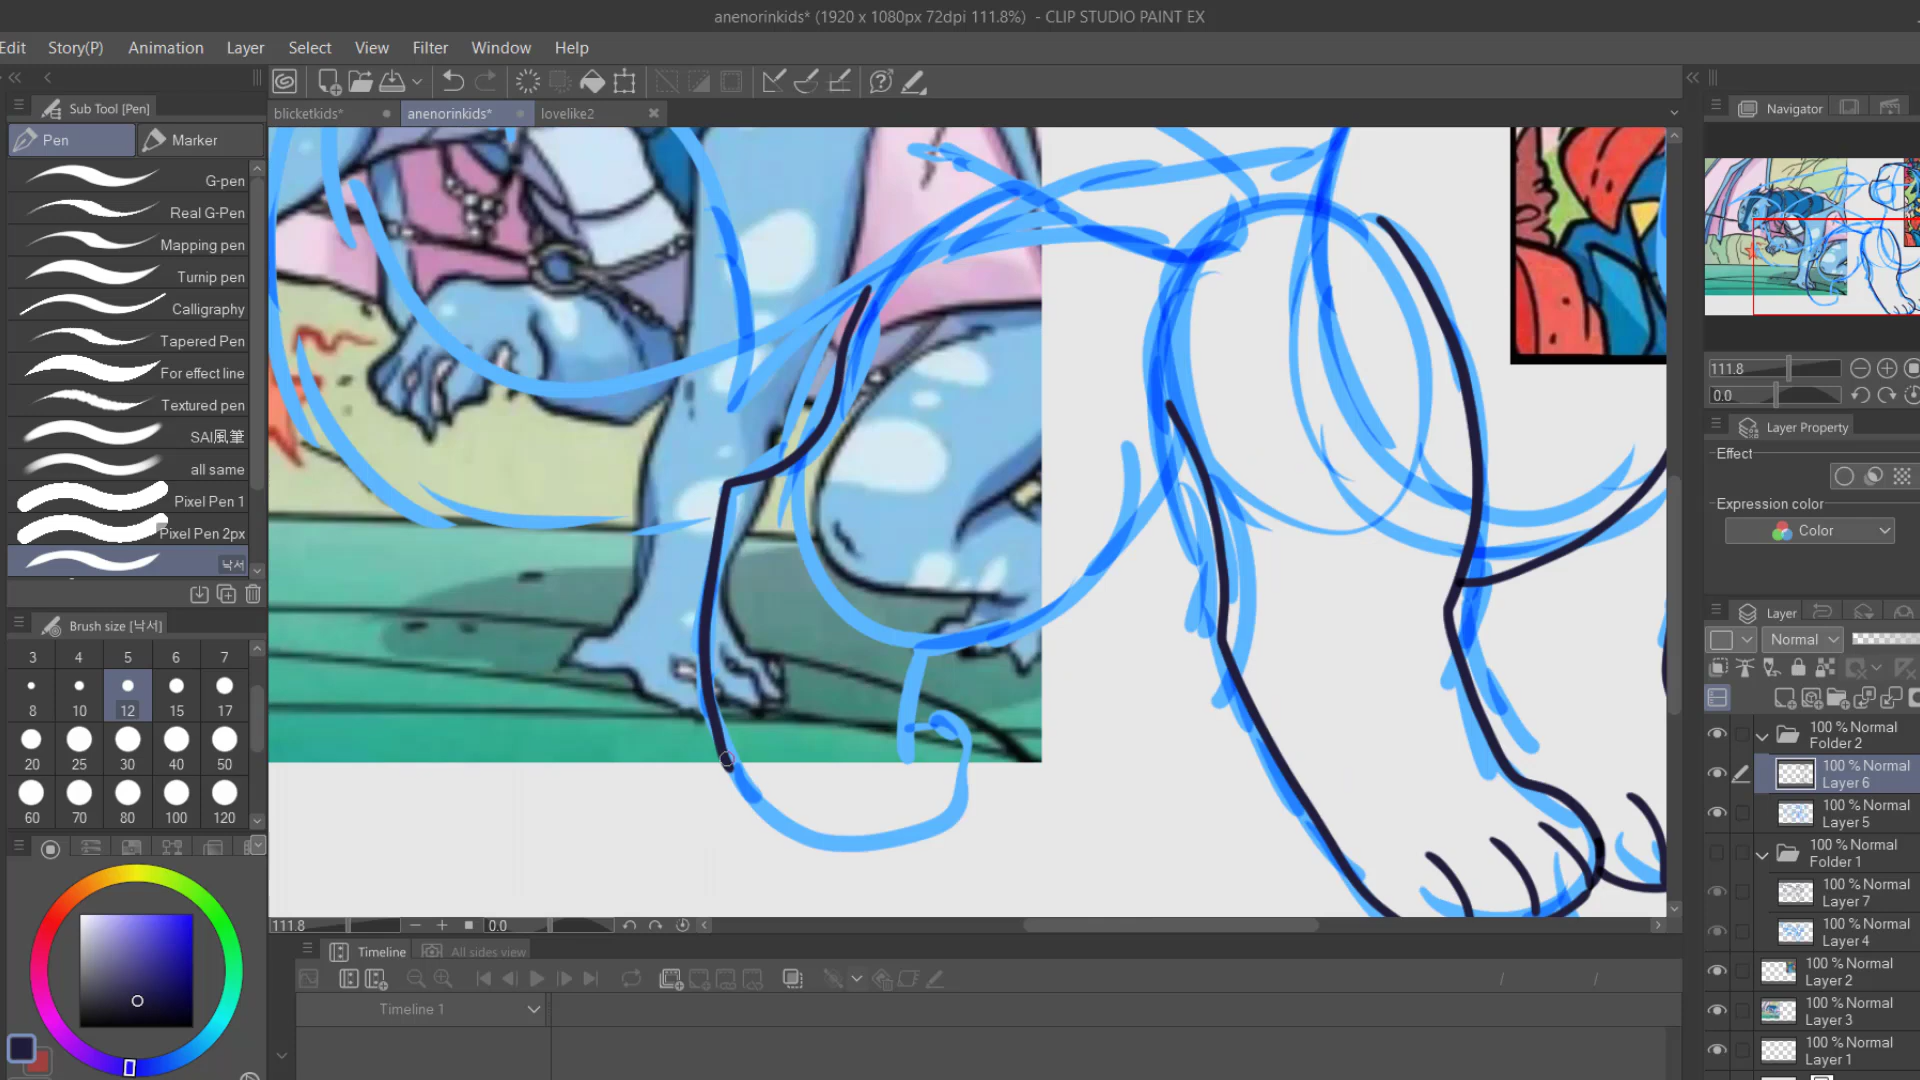 anenorinkids* (1920 x 1080px 72dpi 111.8%) - CLIP STUDIO PAINT EX
Edit Story(P) Animation Layer Select View Filter Window Help
Sub Tool [Pen]
Pen Marker
G-pen
Real G-Pen
Mapping pen
Turnip pen
Calligraphy
Tapered Pen
For effect line
Textured pen
SAI風筆
all same
Pixel Pen 1
Pixel Pen 2px
낙서
Brush size [낙서]
3 4 5 6 7
8 10 12 15 17
20 25 30 40 50
60 70 80 100 120
blicketkids* anenorinkids* lovelike2
111.8 0.0
Timeline All sides view
Timeline 1
/ /
Navigator
111.8
0.0
Layer Property
Effect
Expression color
Color
Layer
Normal
100 % Normal
Folder 2
100 % Normal
Layer 6
100 % Normal
Layer 5
100 % Normal
Folder 1
100 % Normal
Layer 7
100 % Normal
Layer 4
100 % Normal
Layer 2
100 % Normal
Layer 3
100 % Normal
Layer 1